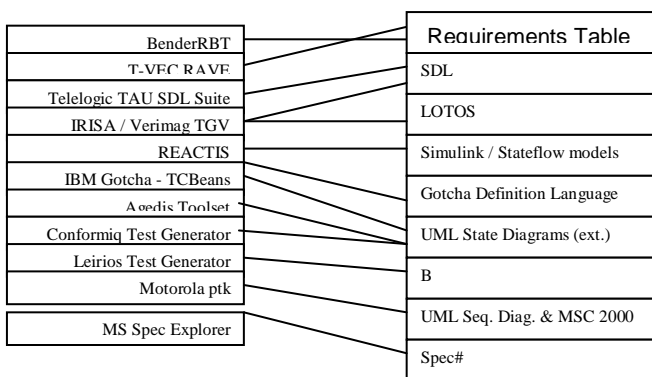 BenderRBT
T-VEC RAVE
Telelogic TAU SDL Suite
IRISA / Verimag TGV
REACTIS
IBM Gotcha - TCBeans
Agedis Toolset
Conformiq Test Generator
Leirios Test Generator
Motorola ptk
MS Spec Explorer
Requirements Table
SDL
LOTOS
Simulink / Stateflow models
Gotcha Definition Language
UML State Diagrams (ext.)
B
UML Seq. Diag. & MSC 2000
Spec#